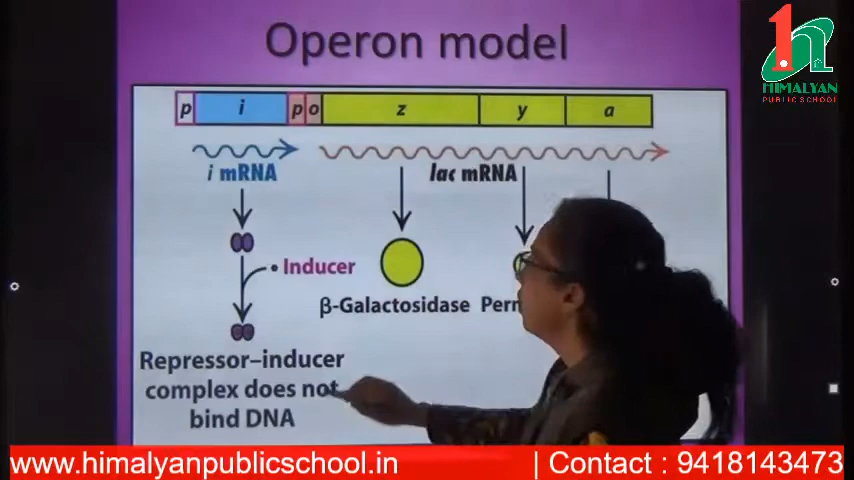 Operon model
1h
HIMALYAN
PUBLIC SCHOOL
p i p o z y a
i mRNA
lac mRNA
Inducer
β-Galactosidase
Repressor–inducer
complex does not
bind DNA
www.himalyanpublicschool.in | Contact : 9418143473